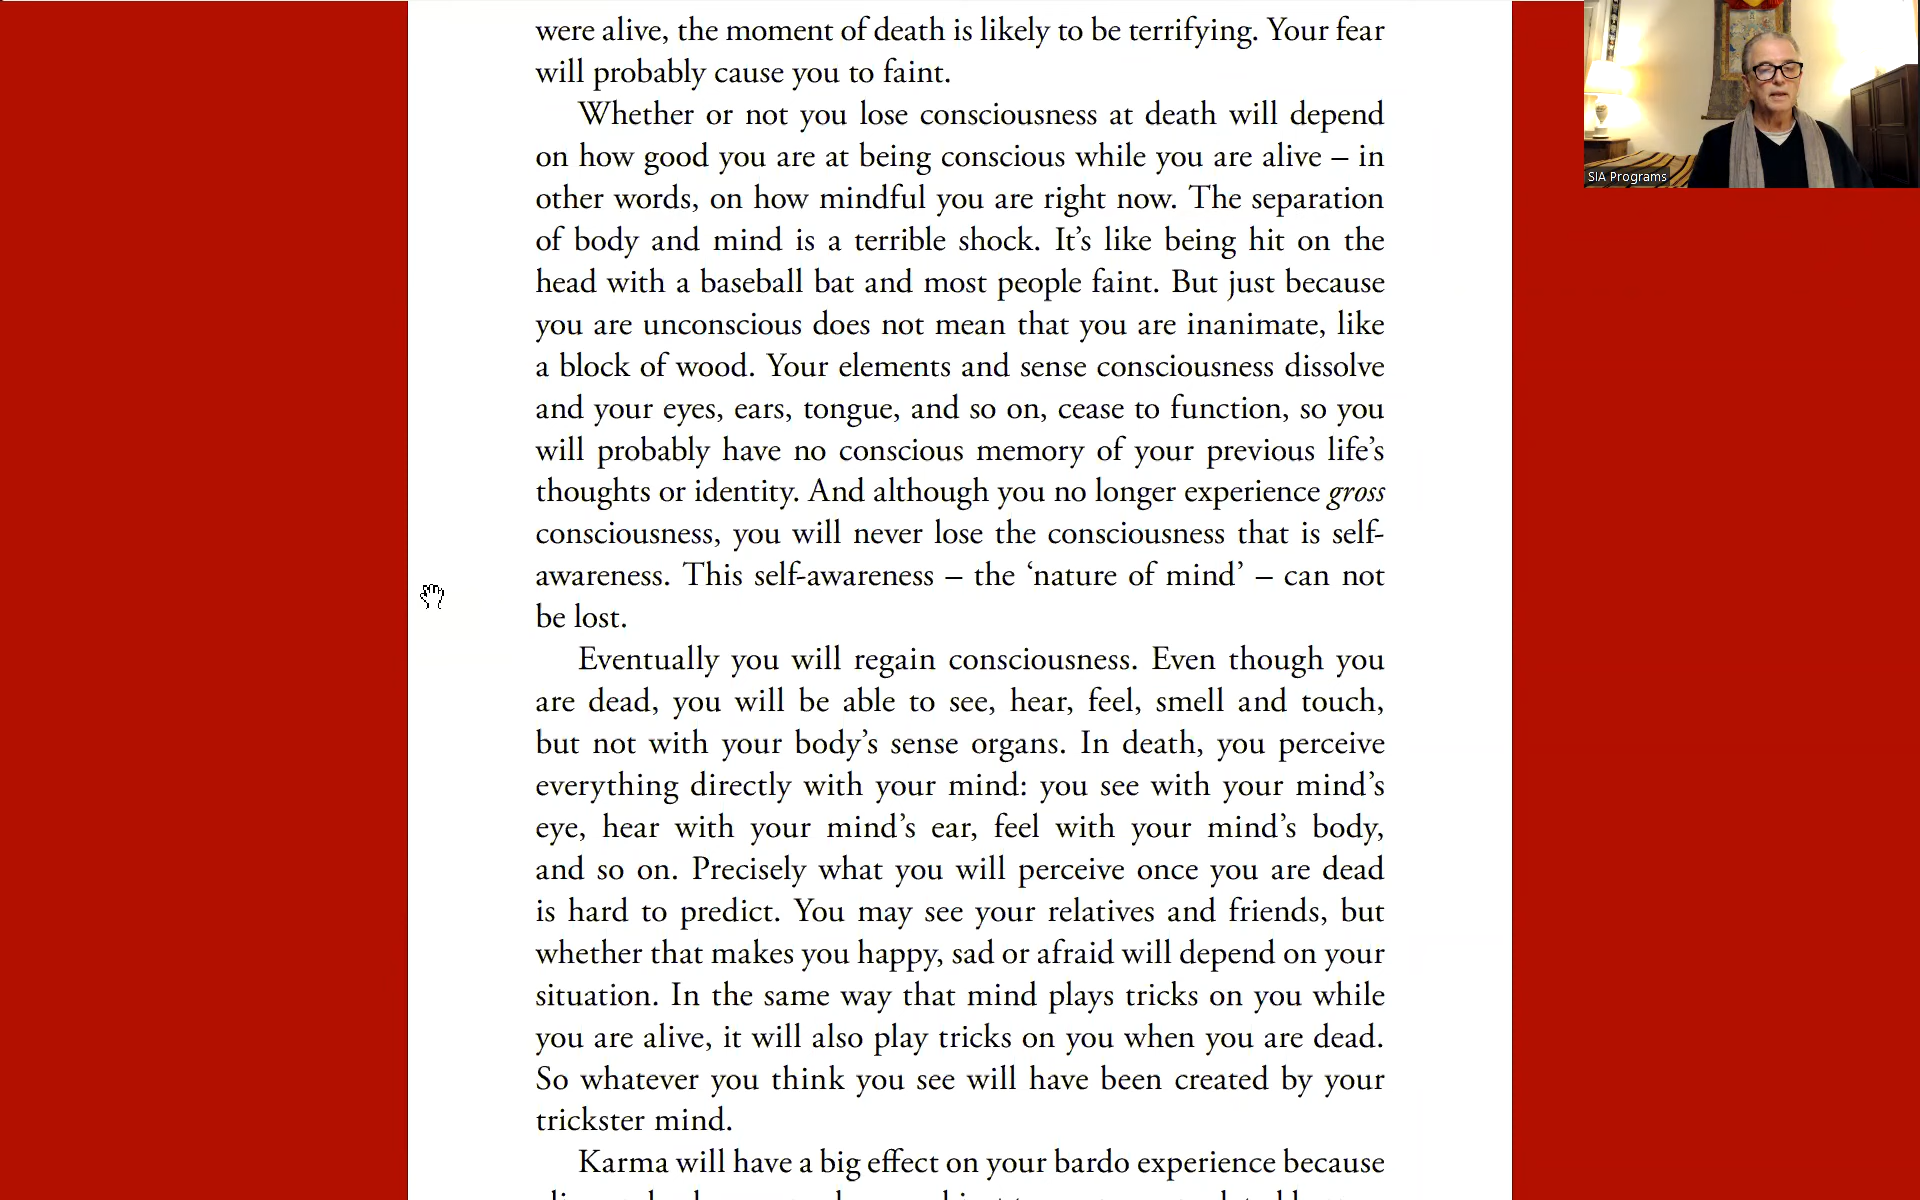 were alive, the moment of death is likely to be terrifying. Your fear
will probably cause you to faint.
Whether or not you lose consciousness at death will depend
on how good you are at being conscious while you are alive – in
other words, on how mindful you are right now. The separation
of body and mind is a terrible shock. It’s like being hit on the
head with a baseball bat and most people faint. But just because
you are unconscious does not mean that you are inanimate, like
a block of wood. Your elements and sense consciousness dissolve
and your eyes, ears, tongue, and so on, cease to function, so you
will probably have no conscious memory of your previous life’s
thoughts or identity. And although you no longer experience gross
consciousness, you will never lose the consciousness that is self-
awareness. This self-awareness – the ‘nature of mind’ – can not
be lost.
Eventually you will regain consciousness. Even though you
are dead, you will be able to see, hear, feel, smell and touch,
but not with your body’s sense organs. In death, you perceive
everything directly with your mind: you see with your mind’s
eye, hear with your mind’s ear, feel with your mind’s body,
and so on. Precisely what you will perceive once you are dead
is hard to predict. You may see your relatives and friends, but
whether that makes you happy, sad or afraid will depend on your
situation. In the same way that mind plays tricks on you while
you are alive, it will also play tricks on you when you are dead.
So whatever you think you see will have been created by your
trickster mind.
Karma will have a big effect on your bardo experience because
SIA Programs